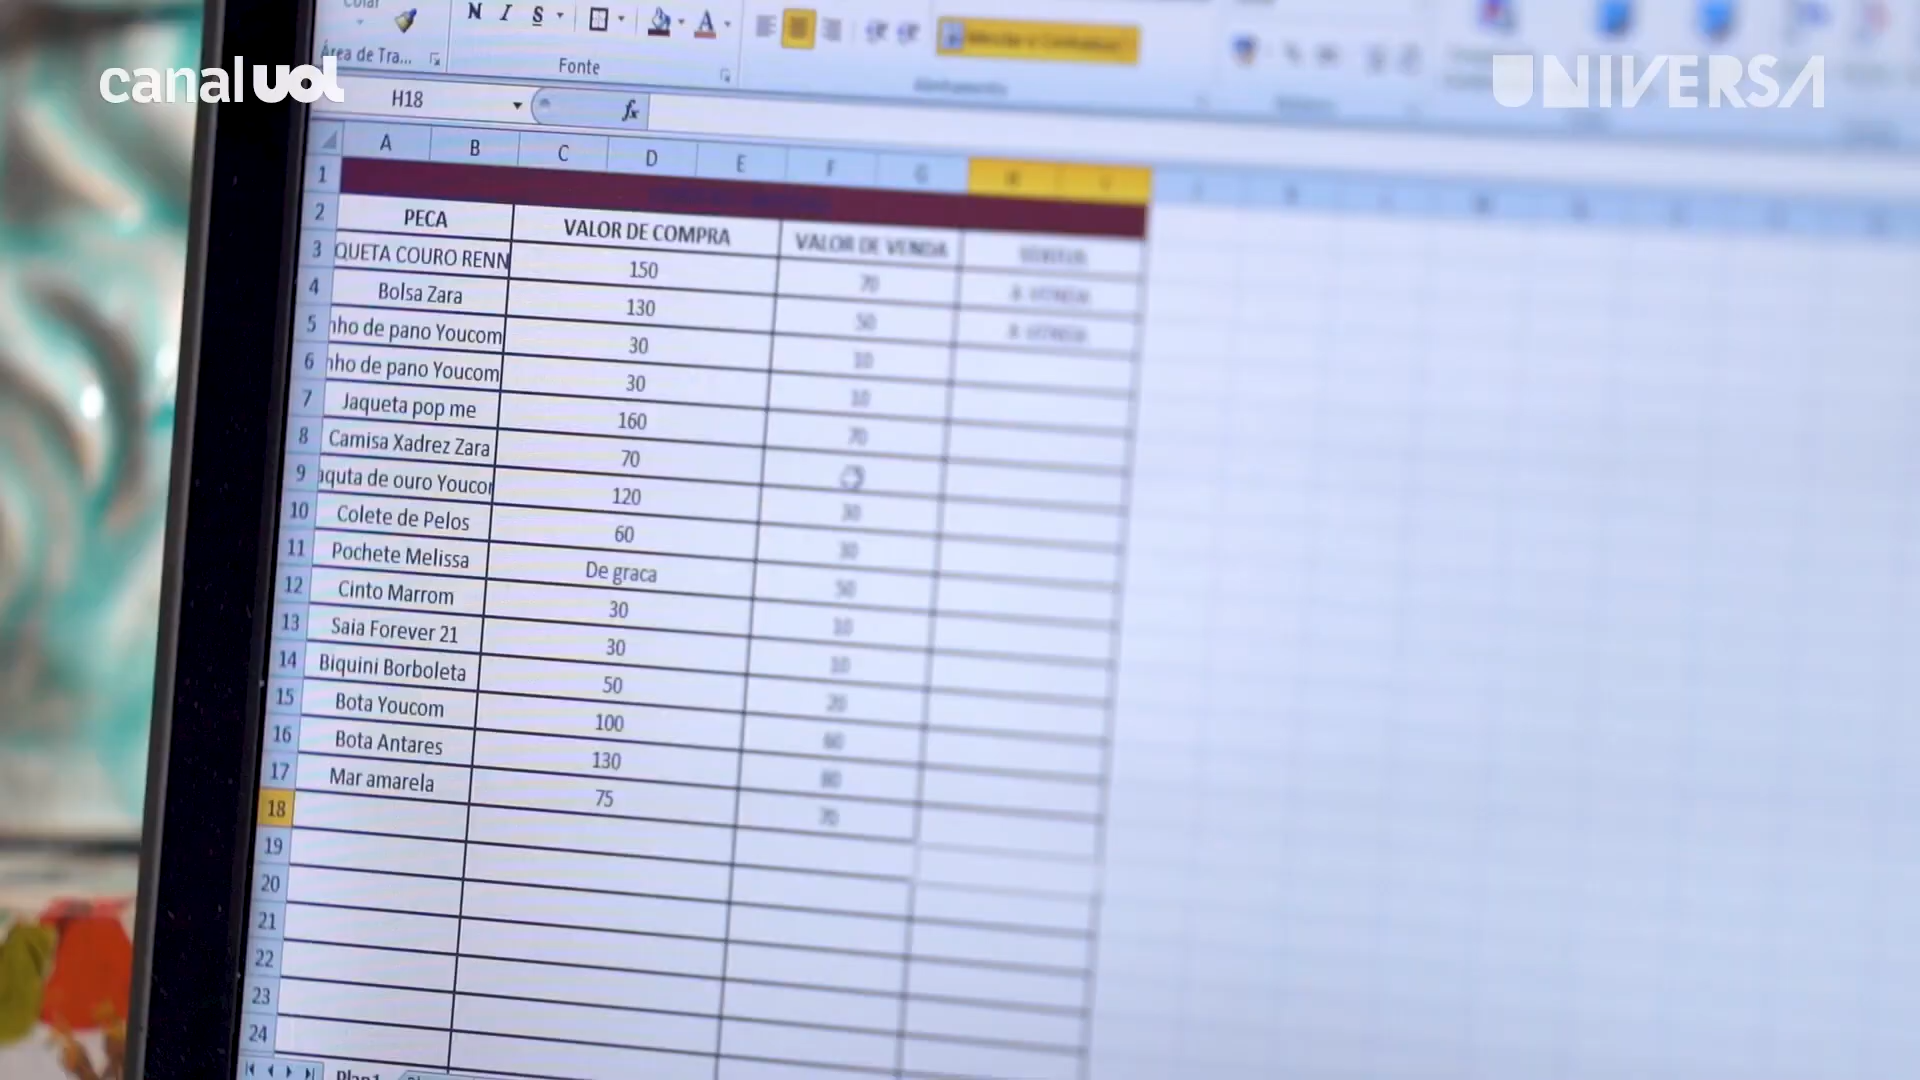 Colar
N I S
A
Área de Tra...
Fonte
canal uol
UNIVERSA
H18
fx
A B C D E F G
1
2 PECA VALOR DE COMPRA VALOR DE VENDA
3 QUETA COURO RENN 150 70 A VENDA
4 Bolsa Zara 130 50 A VENDA
5 nho de pano Youcom 30 10
6 nho de pano Youcom 30 10
7 Jaqueta pop me 160 70
8 Camisa Xadrez Zara 70
9 aquta de ouro Youcor 120 30
10 Colete de Pelos 60 30
11 Pochete Melissa De graca 50
12 Cinto Marrom 30 10
13 Saia Forever 21 30 10
14 Biquini Borboleta 50 20
15 Bota Youcom 100 60
16 Bota Antares 130 80
17 Mar amarela 75 70
18
19
20
21
22
23
24
Plan1